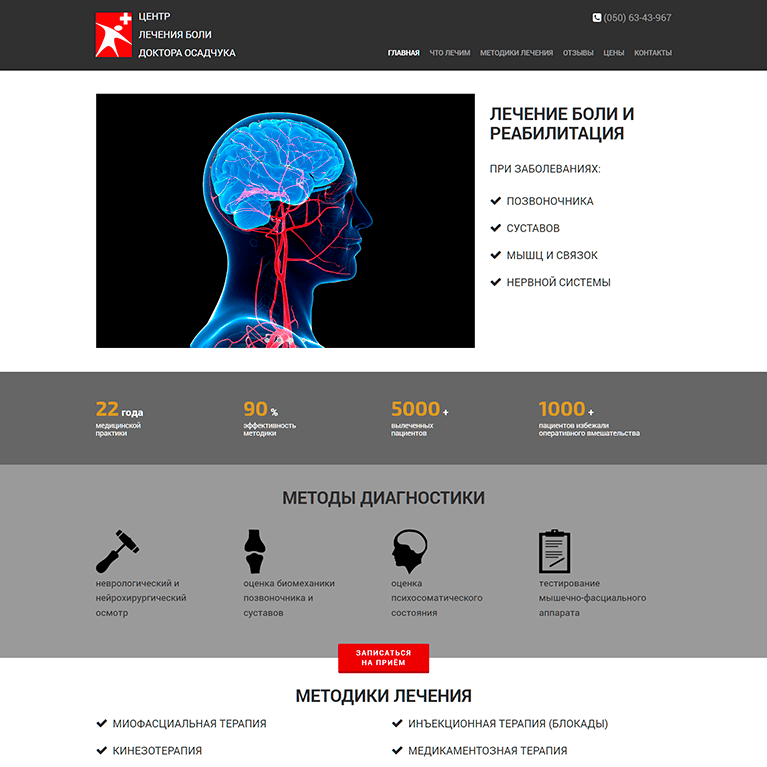 ЦЕНТР
ЛЕЧЕНИЯ БОЛИ
ДОКТОРА ОСАДЧУКА
(050) 63-43-967
ГЛАВНАЯ ЧТО ЛЕЧИМ МЕТОДИКИ ЛЕЧЕНИЯ ОТЗЫВЫ ЦЕНЫ КОНТАКТЫ
ЛЕЧЕНИЕ БОЛИ И
РЕАБИЛИТАЦИЯ
ПРИ ЗАБОЛЕВАНИЯХ:
ПОЗВОНОЧНИКА
СУСТАВОВ
МЫШЦ И СВЯЗОК
НЕРВНОЙ СИСТЕМЫ
22 года
медицинской
практики
90 %
эффективность
методики
5000 +
вылеченных
пациентов
1000 +
пациентов избежали
оперативного вмешательства
МЕТОДЫ ДИАГНОСТИКИ
неврологический и
нейрохирургический
осмотр
оценка биомеханики
позвоночника и
суставов
оценка
психосоматического
состояния
тестирование
мышечно-фасциального
аппарата
ЗАПИСАТЬСЯ
НА ПРИЁМ
МЕТОДИКИ ЛЕЧЕНИЯ
МИОФАСЦИАЛЬНАЯ ТЕРАПИЯ
ИНЪЕКЦИОННАЯ ТЕРАПИЯ (БЛОКАДЫ)
КИНЕЗОТЕРАПИЯ
МЕДИКАМЕНТОЗНАЯ ТЕРАПИЯ